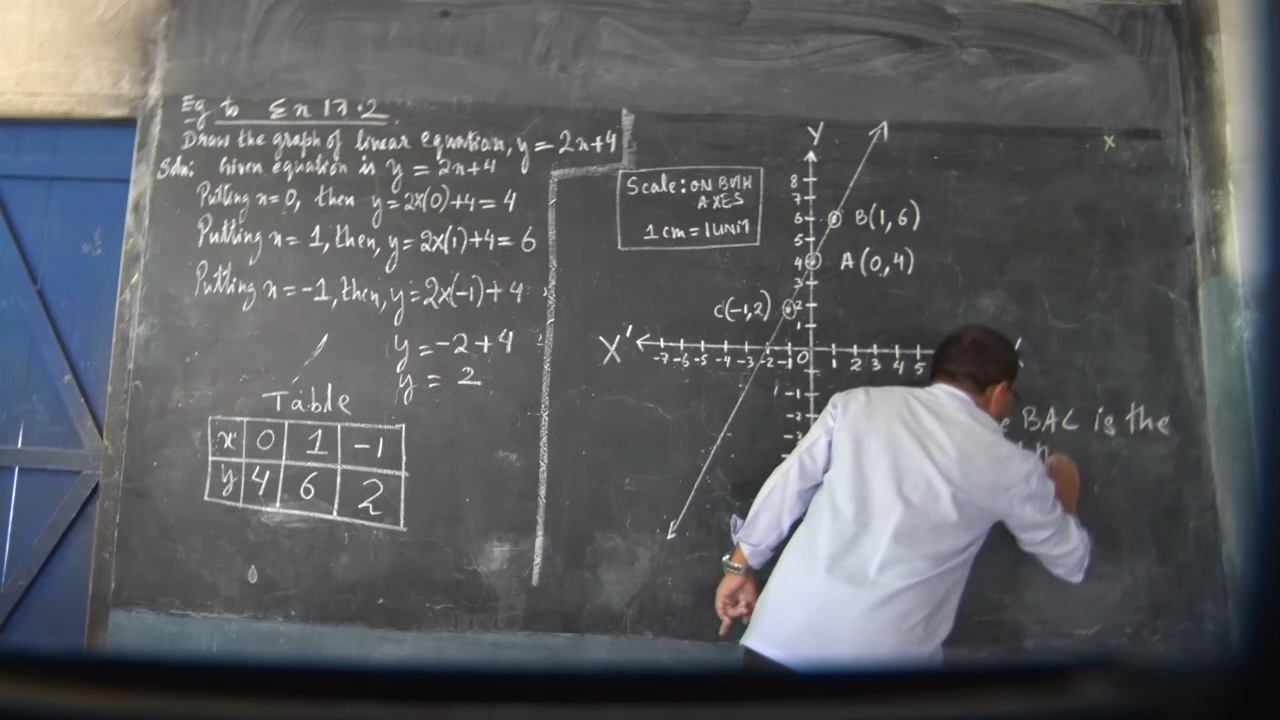 Eg to Ex 17.2
Draw the graph of linear equation, y = 2x+4
Soln: Given equation is y = 2x+4
Putting x=0, then y=2x(0)+4=4
Putting x=1, then, y=2x(1)+4=6
Putting x=-1, then, y=2x(-1)+4
y = -2+4
y = 2
Table
x 0 1 -1
y 4 6 2
Scale: ON BOTH
AXES
1 cm = 1 UNIT
Y
8
7
6
5
4
3
2
1
B(1,6)
A(0,4)
C(-1,2)
X'
-7 -6 -5 -4 -3 -2 -1 0 1 2 3 4 5
-1
-2
BAC is the
x